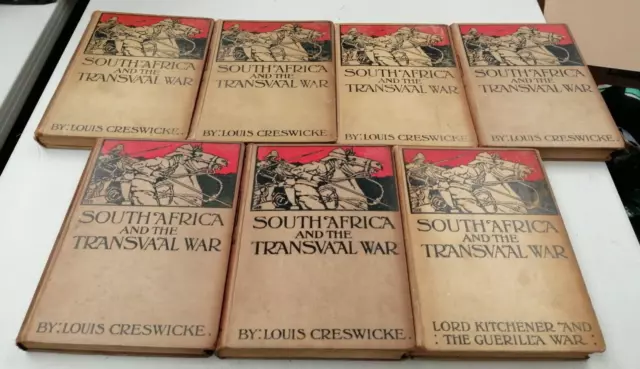 SOUTH AFRICA
AND THE
TRANSVAAL WAR
BY: LOUIS CRESWICKE.
SOUTH AFRICA
AND THE
TRANSVAAL WAR
BY: LOUIS CRESWICKE.
SOUTH AFRICA
AND THE
TRANSVAAL WAR
BY: LOUIS CRESWICKE.
SOUTH AFRICA
AND THE
TRANSVAAL WAR
BY: LOUIS CRESWICKE.
SOUTH AFRICA
AND THE
TRANSVAAL WAR
BY: LOUIS CRESWICKE.
SOUTH AFRICA
AND THE
TRANSVAAL WAR
BY: LOUIS CRESWICKE.
SOUTH AFRICA
AND THE
TRANSVAAL WAR
LORD KITCHENER AND
: THE GUERILLA WAR :